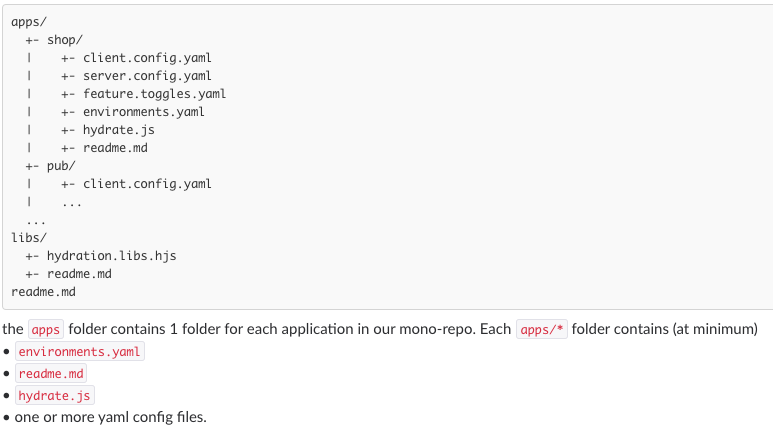 apps/
  +- shop/
  |    +- client.config.yaml
  |    +- server.config.yaml
  |    +- feature.toggles.yaml
  |    +- environments.yaml
  |    +- hydrate.js
  |    +- readme.md
  +- pub/
  |    +- client.config.yaml
  |    ...
  ...
libs/
  +- hydration.libs.hjs
  +- readme.md
readme.md
the apps folder contains 1 folder for each application in our mono-repo. Each apps/* folder contains (at minimum)
• environments.yaml
• readme.md
• hydrate.js
• one or more yaml config files.